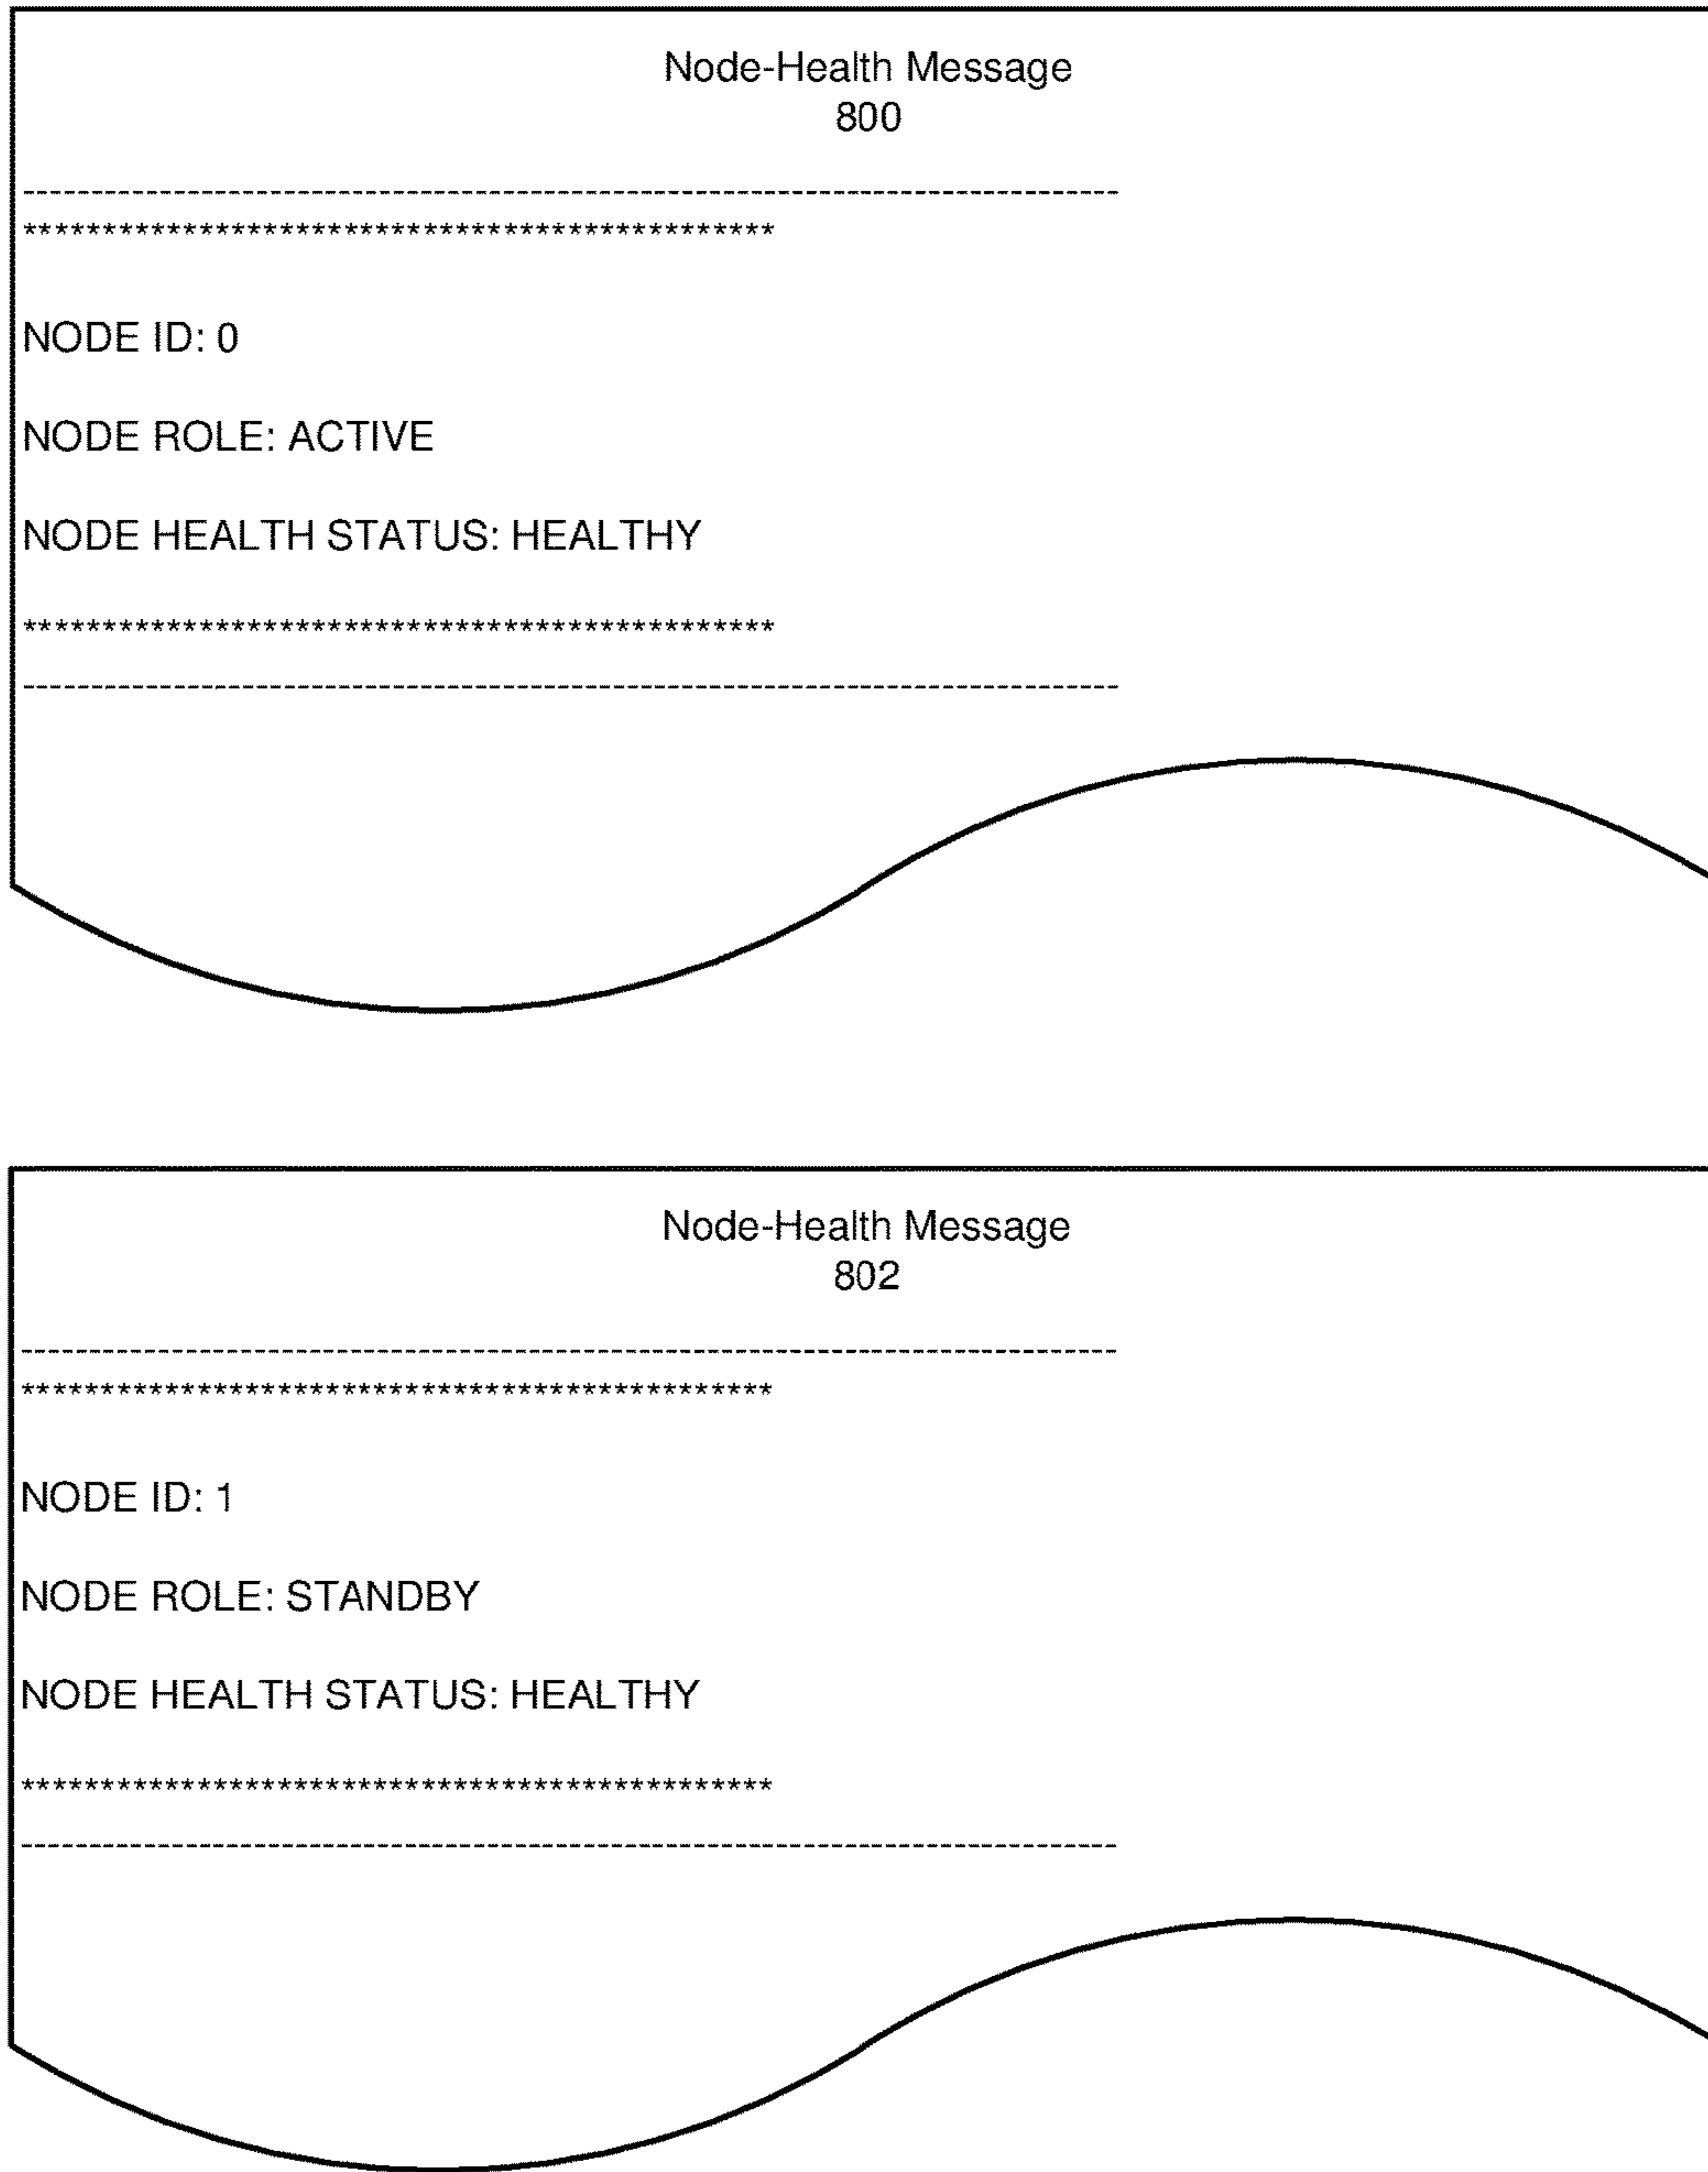 Node-Health Message
800
--------------------------------------------------------------------------------
***********************************************
NODE ID: 0
NODE ROLE: ACTIVE
NODE HEALTH STATUS: HEALTHY
***********************************************
--------------------------------------------------------------------------------
Node-Health Message
802
--------------------------------------------------------------------------------
***********************************************
NODE ID: 1
NODE ROLE: STANDBY
NODE HEALTH STATUS: HEALTHY
***********************************************
--------------------------------------------------------------------------------